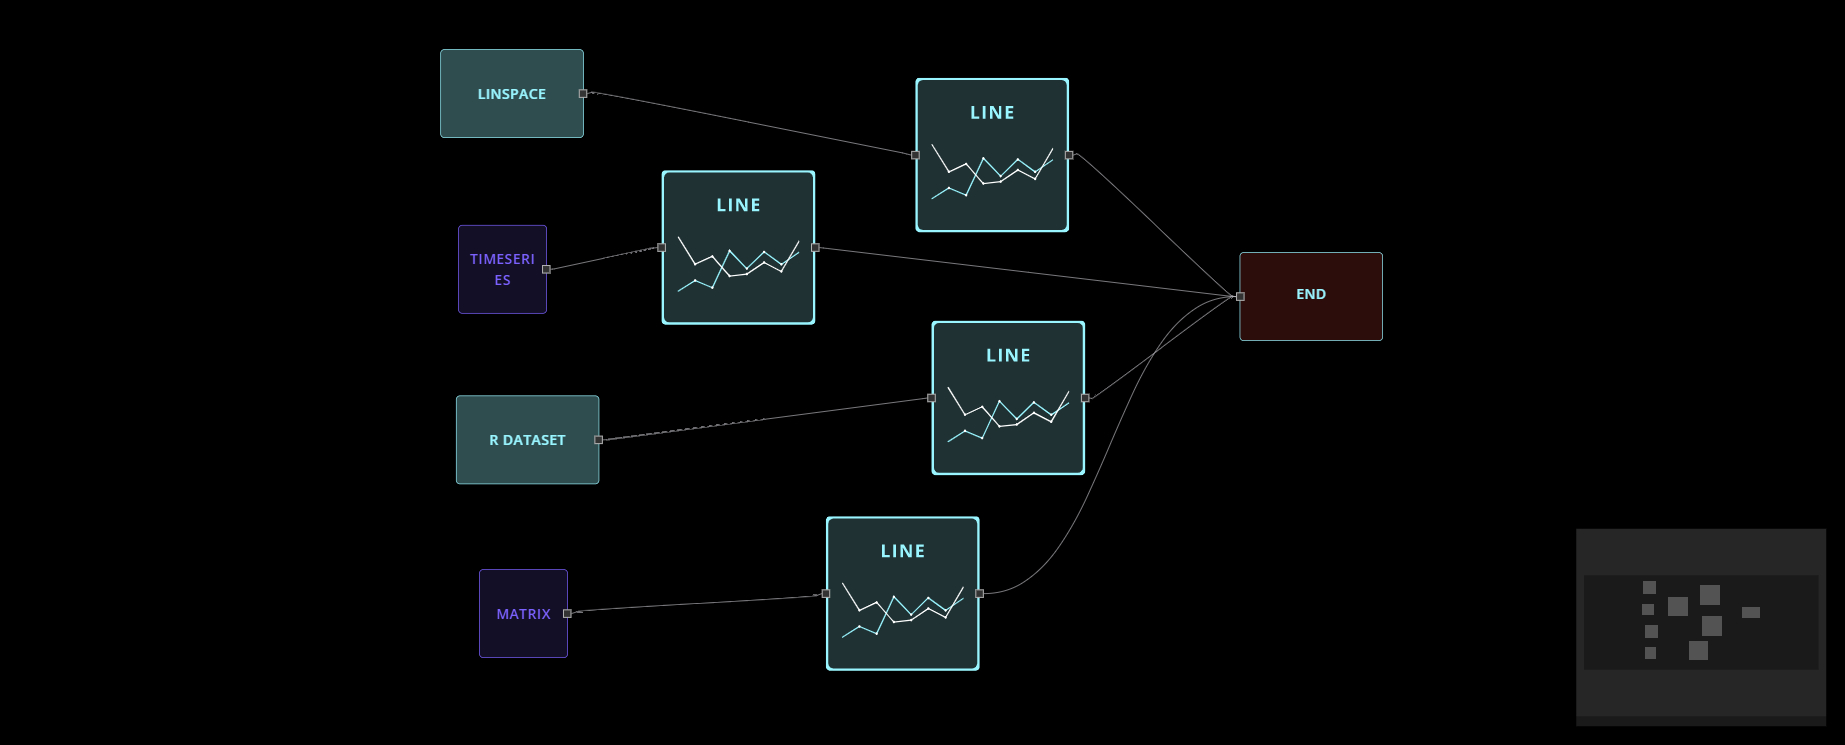 LINSPACE
LINE
LINE
TIMESERI
ES
END
LINE
R DATASET
LINE
MATRIX